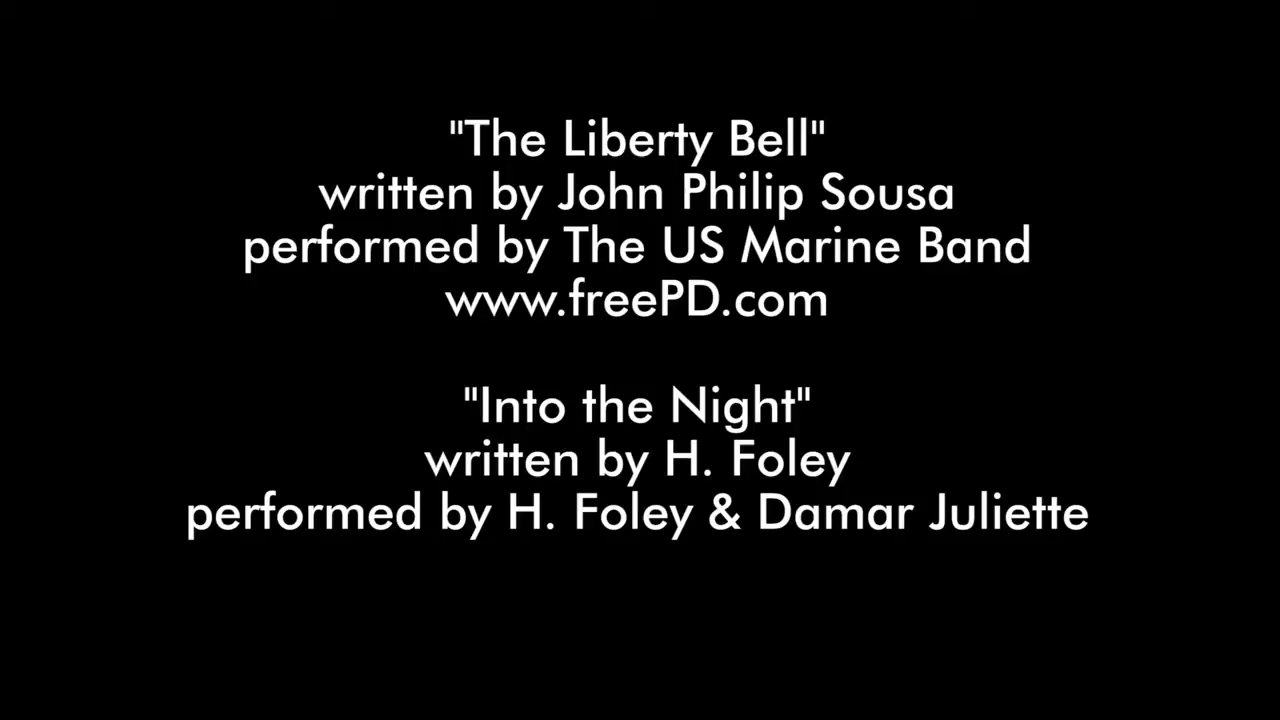 "The Liberty Bell"
written by John Philip Sousa
performed by The US Marine Band
www.freePD.com
"Into the Night"
written by H. Foley
performed by H. Foley & Damar Juliette